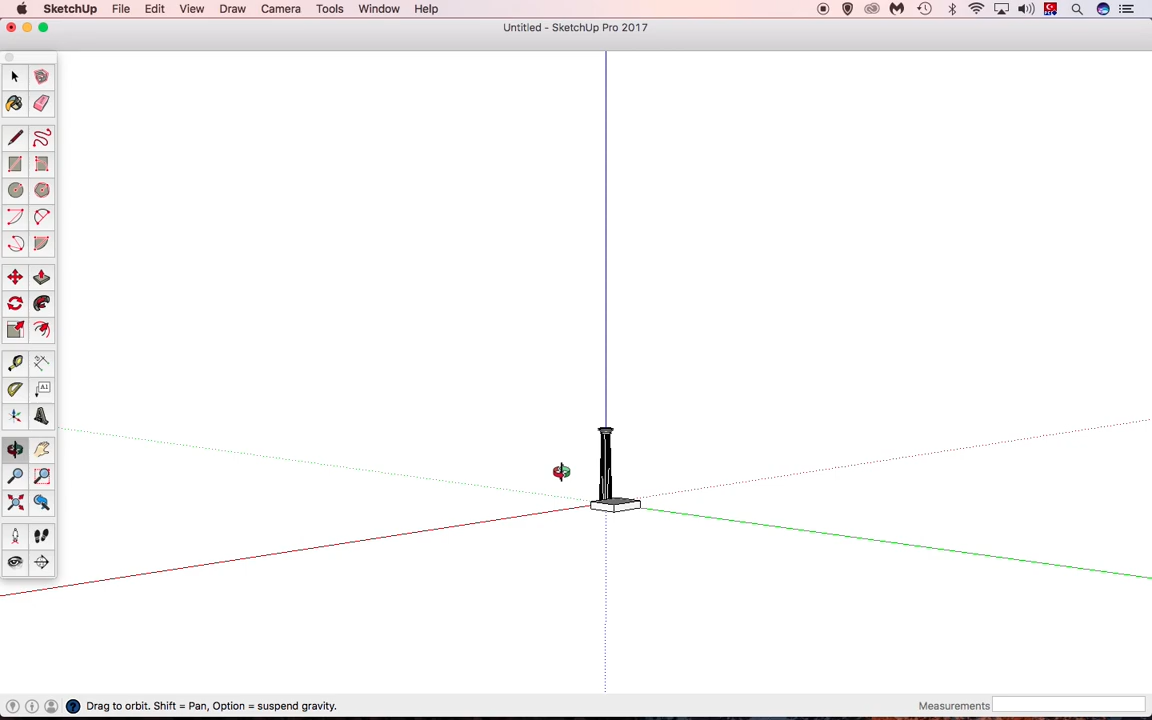 SketchUp File Edit View Draw Camera Tools Window Help
Untitled - SketchUp Pro 2017
A1
Drag to orbit. Shift = Pan, Option = suspend gravity. Measurements